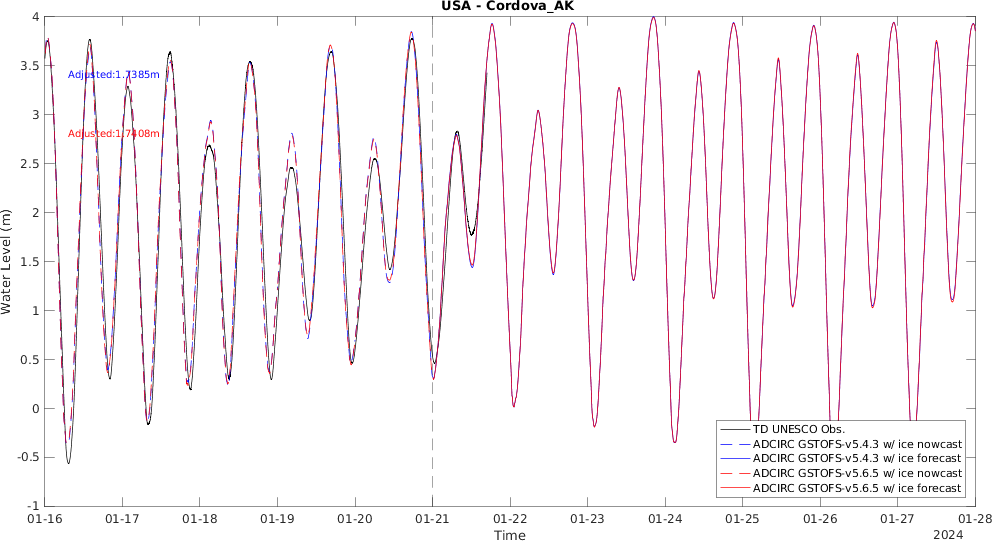 USA - Cordova_AK
4
3.5
3
2.5
2
1.5
1
0.5
0
-0.5
-1
Water Level (m)
Adjusted:1.7385m
Adjusted:1.7408m
TD UNESCO Obs.
ADCIRC GSTOFS-v5.4.3 w/ ice nowcast
ADCIRC GSTOFS-v5.4.3 w/ ice forecast
ADCIRC GSTOFS-v5.6.5 w/ ice nowcast
ADCIRC GSTOFS-v5.6.5 w/ ice forecast
01-16 01-17 01-18 01-19 01-20 01-21 01-22 01-23 01-24 01-25 01-26 01-27 01-28
Time
2024